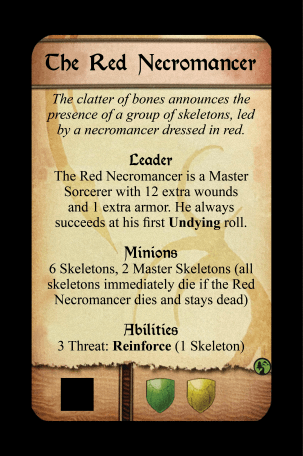 The Red Necromancer
The clatter of bones announces the
presence of a group of skeletons, led
by a necromancer dressed in red.
Leader
The Red Necromancer is a Master
Sorcerer with 12 extra wounds
and 1 extra armor. He always
succeeds at his first Undying roll.
Minions
6 Skeletons, 2 Master Skeletons (all
skeletons immediately die if the Red
Necromancer dies and stays dead)
Abilities
3 Threat: Reinforce (1 Skeleton)